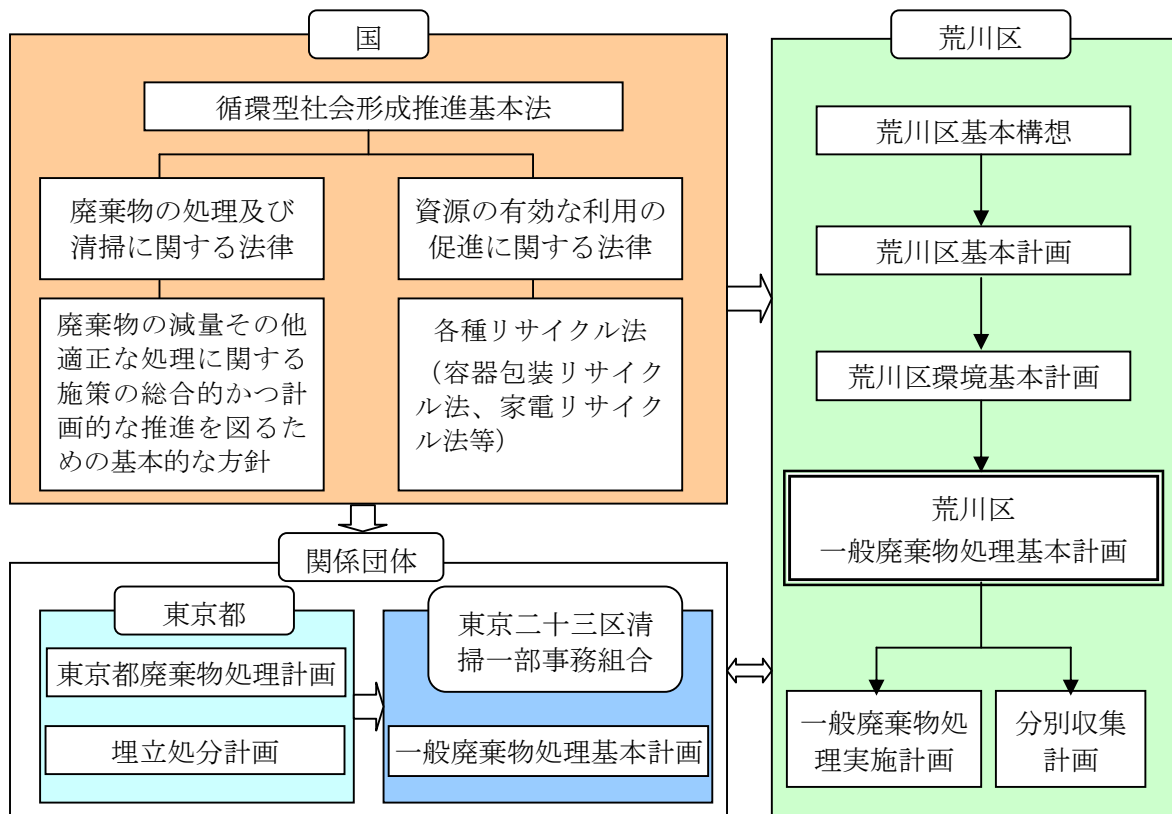 国
循環型社会形成推進基本法
廃棄物の処理及び
清掃に関する法律
資源の有効な利用の
促進に関する法律
廃棄物の減量その他
適正な処理に関する
施策の総合的かつ計
画的な推進を図るた
めの基本的な方針
各種リサイクル法
（容器包装リサイク
ル法、家電リサイク
ル法等）
関係団体
東京都
東京都廃棄物処理計画
埋立処分計画
東京二十三区清
掃一部事務組合
一般廃棄物処理基本計画
荒川区
荒川区基本構想
荒川区基本計画
荒川区環境基本計画
荒川区
一般廃棄物処理基本計画
一般廃棄物処
理実施計画
分別収集
計画